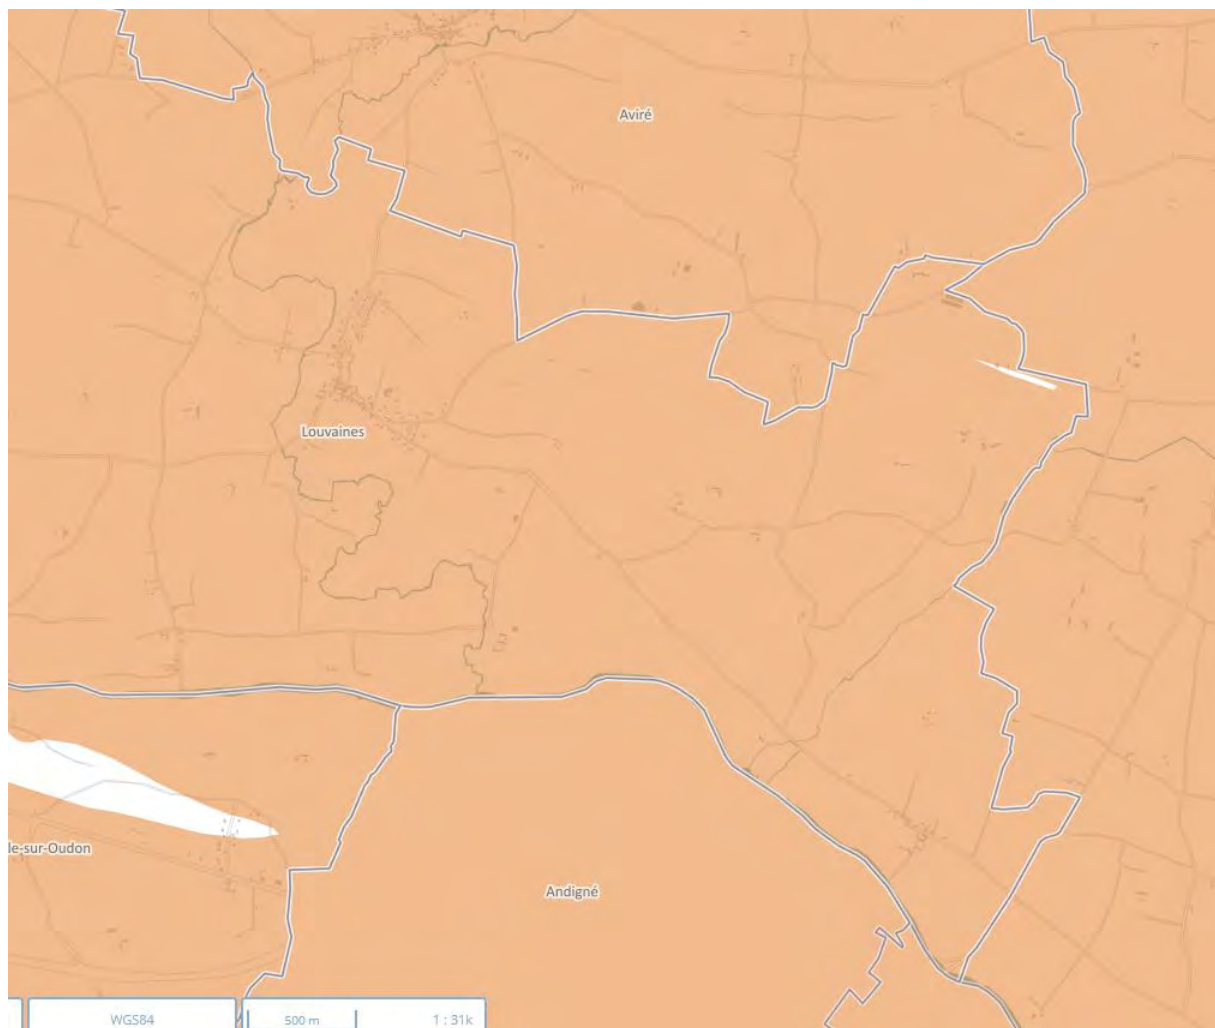 Aviré
Louvaines
le-sur-Oudon
Andigné
WGS84
500 m
1 : 31k